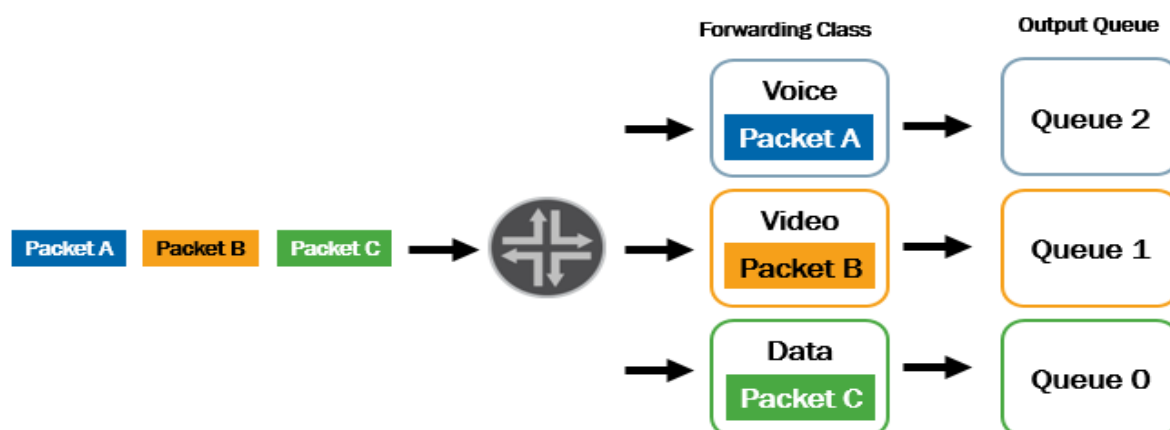 Forwarding Class
Output Queue
Voice
Packet A
Queue 2
Packet A
Packet B
Packet C
Video
Packet B
Queue 1
Data
Packet C
Queue 0